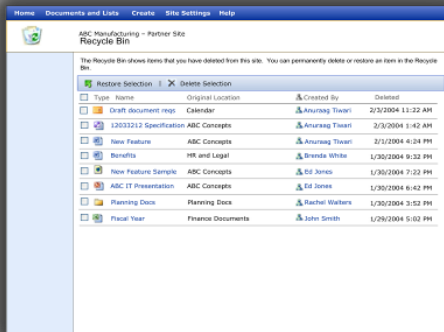 Home Documents and Lists Create Site Settings Help
ABC Manufacturing – Partner Site
Recycle Bin
The Recycle Bin shows items that you have deleted from this site. You can permanently delete or restore an item in the Recycle
Bin.
Restore Selection Delete Selection
Type Name Original Location Created By Deleted
Draft document reqs Calendar Anuraag Tiwari 2/3/2004 11:22 AM
12033212 Specification ABC Concepts Anuraag Tiwari 2/3/2004 1:42 AM
New Feature ABC Concepts Anuraag Tiwari 2/1/2004 4:24 PM
Benefits HR and Legal Brenda White 1/30/2004 9:32 PM
New Feature Sample ABC Concepts Ed Jones 1/30/2004 7:22 PM
ABC IT Presentation ABC Concepts Ed Jones 1/30/2004 6:42 PM
Planning Docs Planning Docs Rachel Walters 1/30/2004 3:52 PM
Fiscal Year Finance Documents John Smith 1/29/2004 5:02 PM